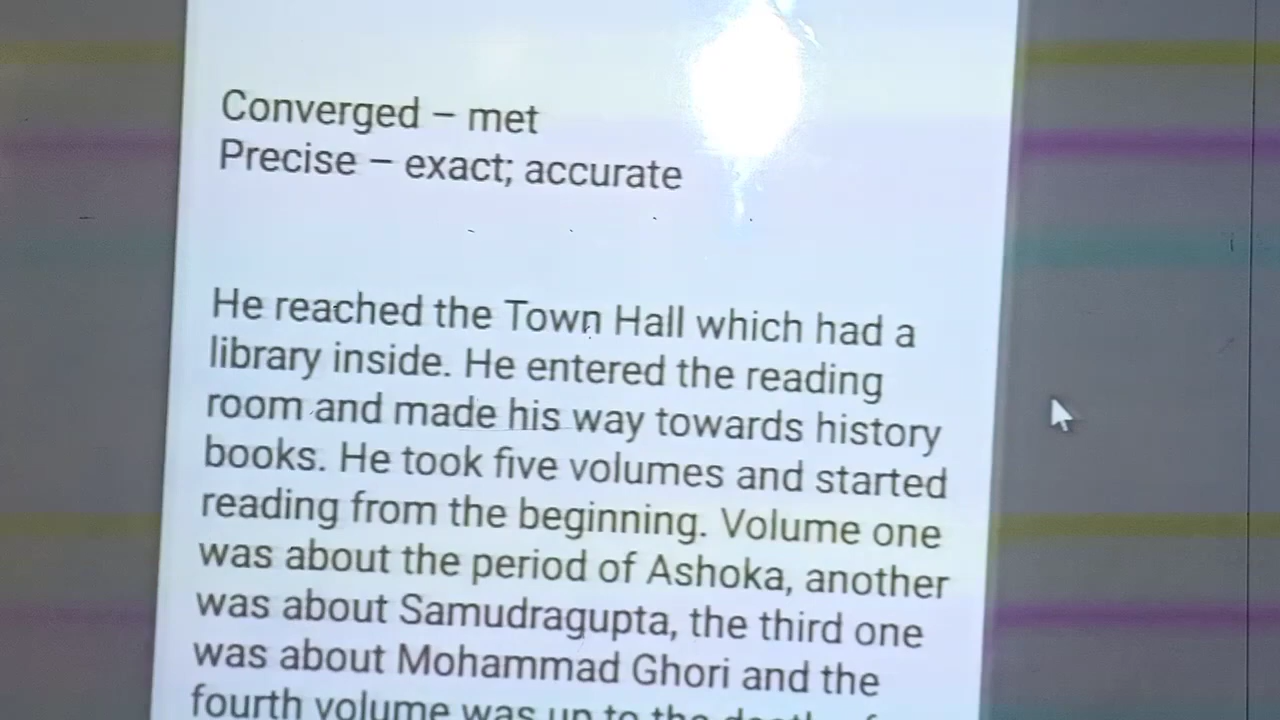 Converged – met
Precise – exact; accurate
He reached the Town Hall which had a
library inside. He entered the reading
room and made his way towards history
books. He took five volumes and started
reading from the beginning. Volume one
was about the period of Ashoka, another
was about Samudragupta, the third one
was about Mohammad Ghori and the
fourth volume was up to the death of